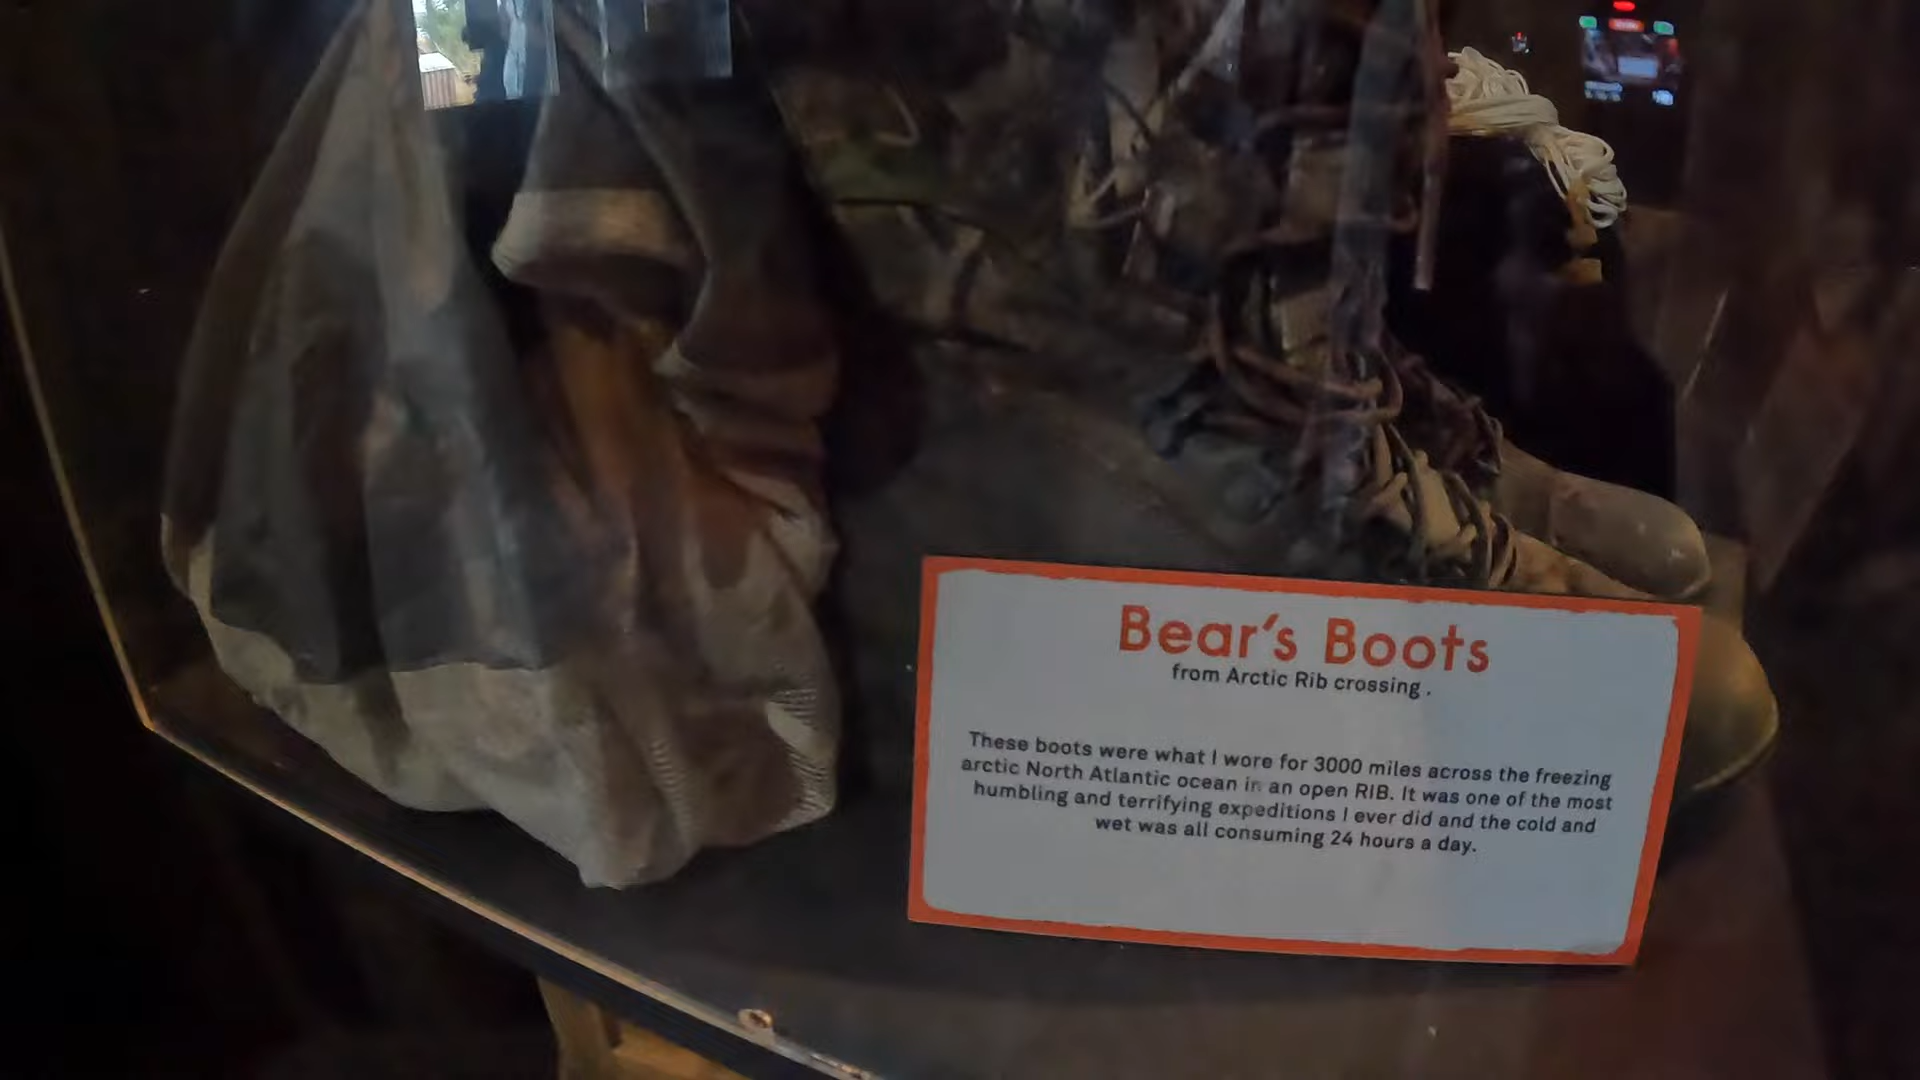 Bear's Boots
from Arctic Rib crossing.
These boots were what I wore for 3000 miles across the freezing
arctic North Atlantic ocean in an open RIB. It was one of the most
humbling and terrifying expeditions I ever did and the cold and
wet was all consuming 24 hours a day.